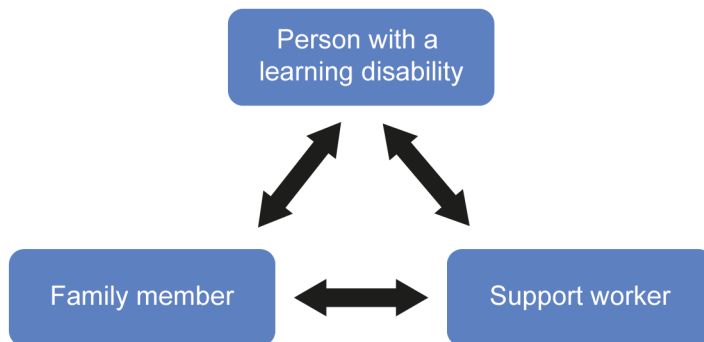 Person with a
learning disability
Family member
Support worker